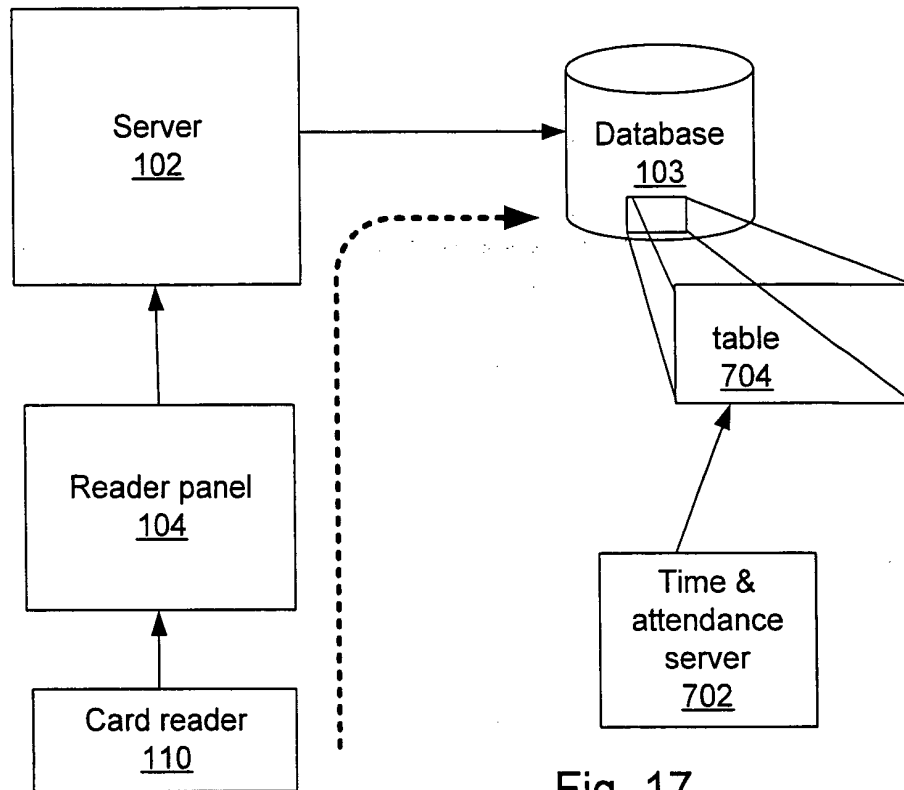 Server
102
Database
103
table
704
Reader panel
104
Time &
attendance
server
702
Card reader
110
Fig. 17